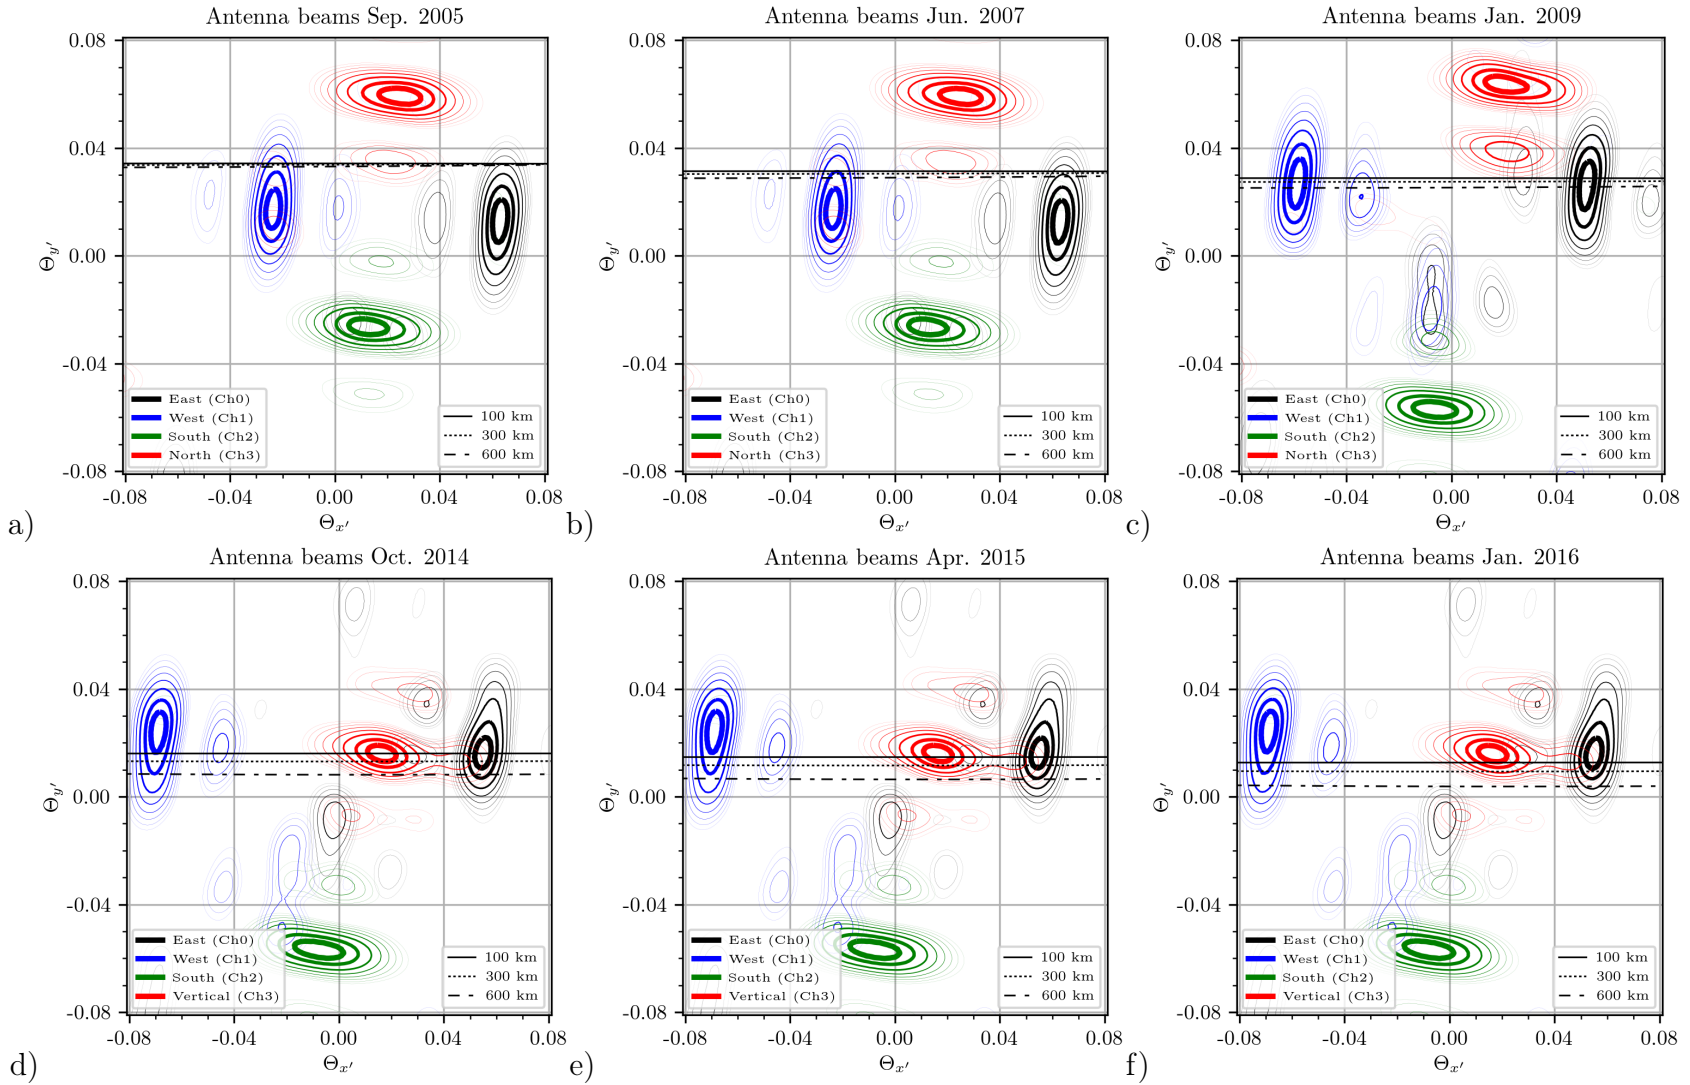 Antenna beams Sep. 2005
0.08
0.04
0.00
-0.04
-0.08
Θy′
East (Ch0)
West (Ch1)
South (Ch2)
North (Ch3)
100 km
300 km
600 km
-0.08 -0.04 0.00 0.04 0.08
Θx′
a)
Antenna beams Jun. 2007
0.08
0.04
0.00
-0.04
-0.08
Θy′
East (Ch0)
West (Ch1)
South (Ch2)
North (Ch3)
100 km
300 km
600 km
-0.08 -0.04 0.00 0.04 0.08
Θx′
b)
Antenna beams Jan. 2009
0.08
0.04
0.00
-0.04
-0.08
Θy′
East (Ch0)
West (Ch1)
South (Ch2)
North (Ch3)
100 km
300 km
600 km
-0.08 -0.04 0.00 0.04 0.08
Θx′
c)
Antenna beams Oct. 2014
0.08
0.04
0.00
-0.04
-0.08
Θy′
East (Ch0)
West (Ch1)
South (Ch2)
Vertical (Ch3)
100 km
300 km
600 km
-0.08 -0.04 0.00 0.04 0.08
Θx′
d)
Antenna beams Apr. 2015
0.08
0.04
0.00
-0.04
-0.08
Θy′
East (Ch0)
West (Ch1)
South (Ch2)
Vertical (Ch3)
100 km
300 km
600 km
-0.08 -0.04 0.00 0.04 0.08
Θx′
e)
Antenna beams Jan. 2016
0.08
0.04
0.00
-0.04
-0.08
Θy′
East (Ch0)
West (Ch1)
South (Ch2)
Vertical (Ch3)
100 km
300 km
600 km
-0.08 -0.04 0.00 0.04 0.08
Θx′
f)